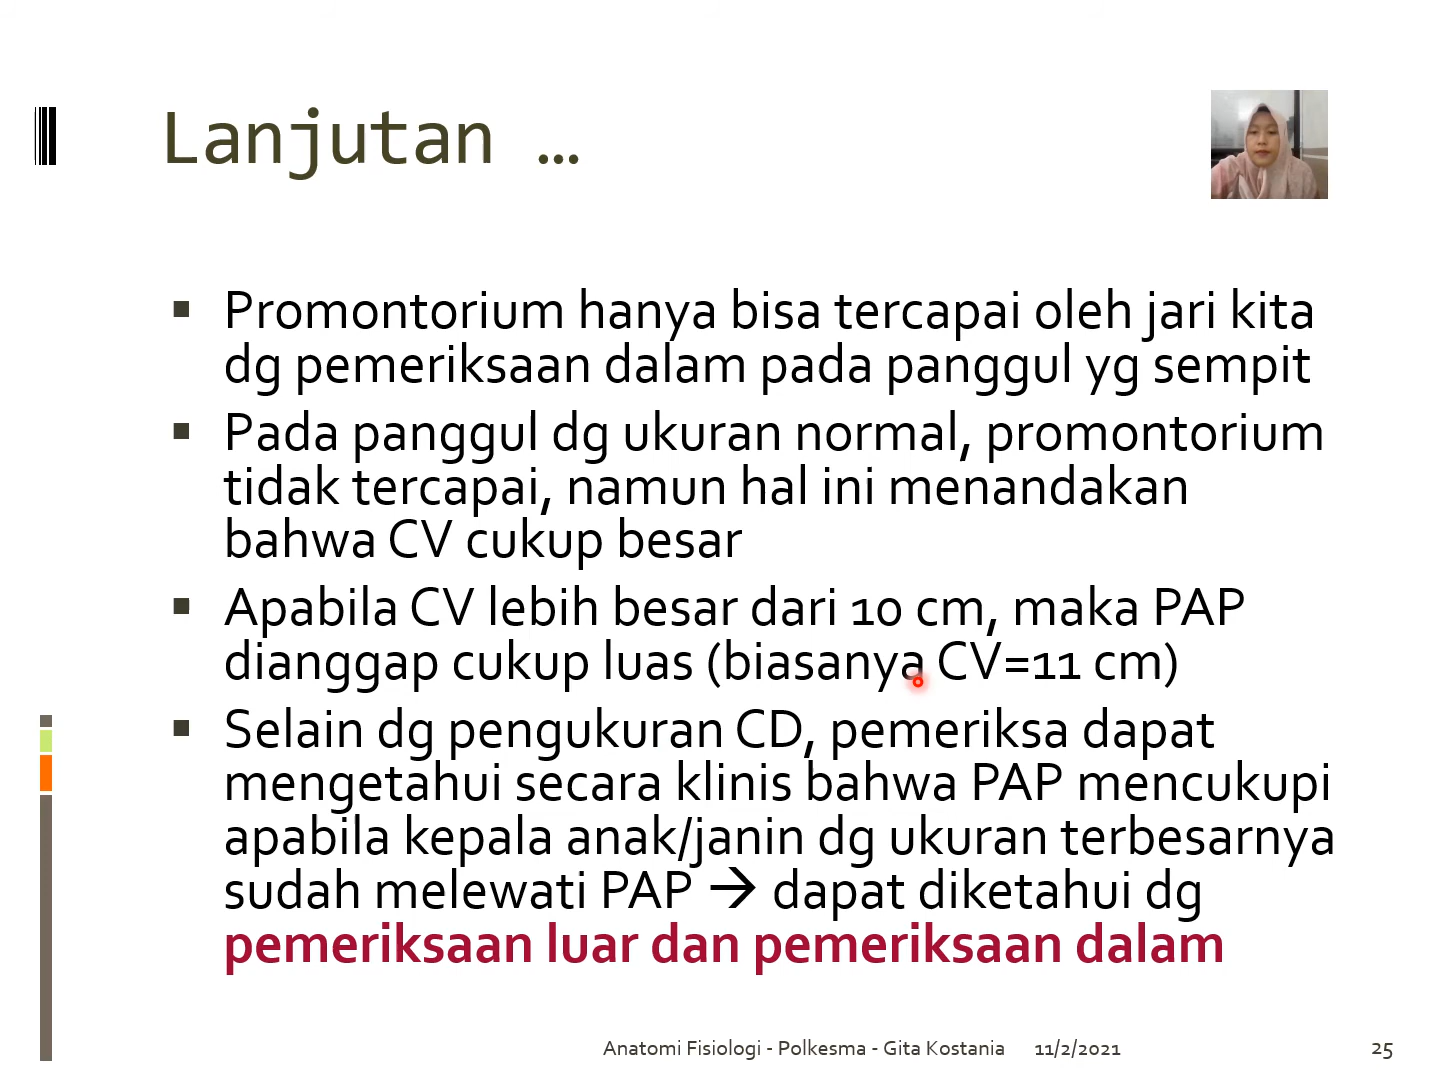 Lanjutan ...
▪ Promontorium hanya bisa tercapai oleh jari kita
dg pemeriksaan dalam pada panggul yg sempit
▪ Pada panggul dg ukuran normal, promontorium
tidak tercapai, namun hal ini menandakan
bahwa CV cukup besar
▪ Apabila CV lebih besar dari 10 cm, maka PAP
dianggap cukup luas (biasanya CV=11 cm)
▪ Selain dg pengukuran CD, pemeriksa dapat
mengetahui secara klinis bahwa PAP mencukupi
apabila kepala anak/janin dg ukuran terbesarnya
sudah melewati PAP → dapat diketahui dg
pemeriksaan luar dan pemeriksaan dalam
Anatomi Fisiologi - Polkesma - Gita Kostania 11/2/2021 25